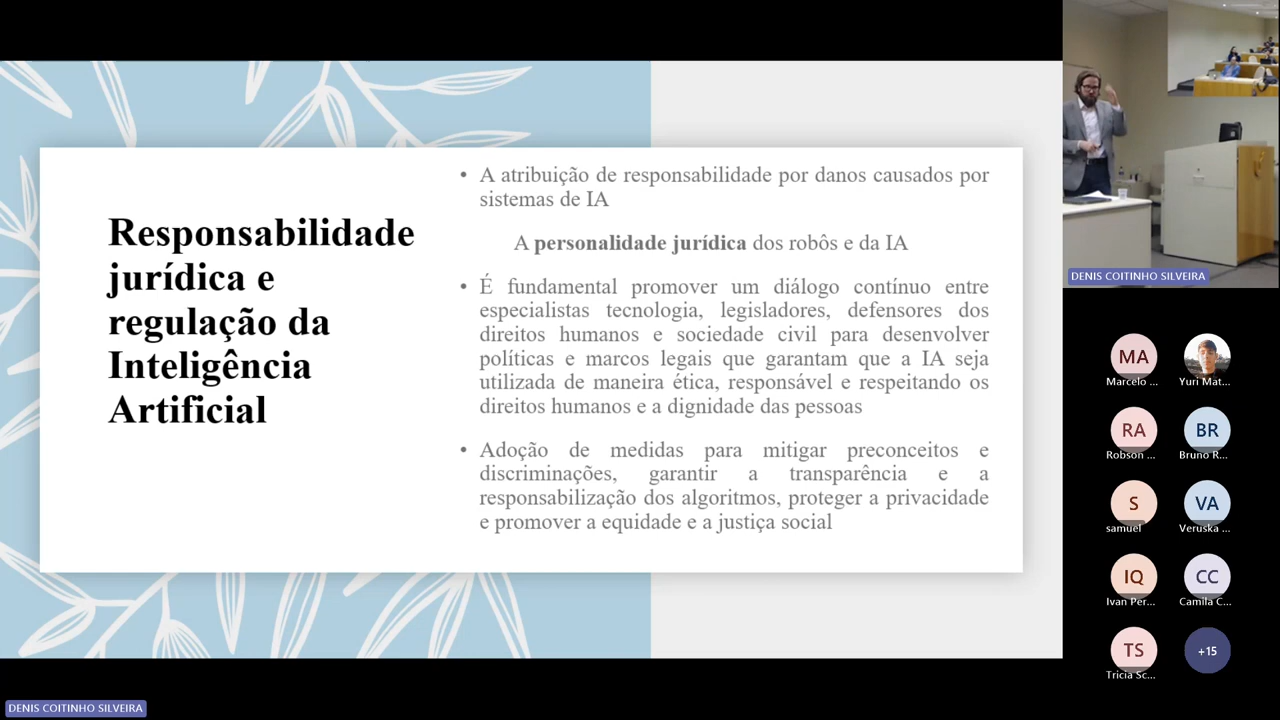 Responsabilidade
jurídica e
regulação da
Inteligência
Artificial
• A atribuição de responsabilidade por danos causados por
sistemas de IA
A personalidade jurídica dos robôs e da IA
• É fundamental promover um diálogo contínuo entre
especialistas tecnologia, legisladores, defensores dos
direitos humanos e sociedade civil para desenvolver
políticas e marcos legais que garantam que a IA seja
utilizada de maneira ética, responsável e respeitando os
direitos humanos e a dignidade das pessoas
• Adoção de medidas para mitigar preconceitos e
discriminações, garantir a transparência e a
responsabilização dos algoritmos, proteger a privacidade
e promover a equidade e a justiça social
DENIS COITINHO SILVEIRA
MA
Marcelo ...
Yuri Mat...
RA
Robson ...
BR
Bruno R...
S
samuel
VA
Veruska ...
IQ
Ivan Per...
CC
Camila C...
TS
Tricia Sc...
+15
DENIS COITINHO SILVEIRA